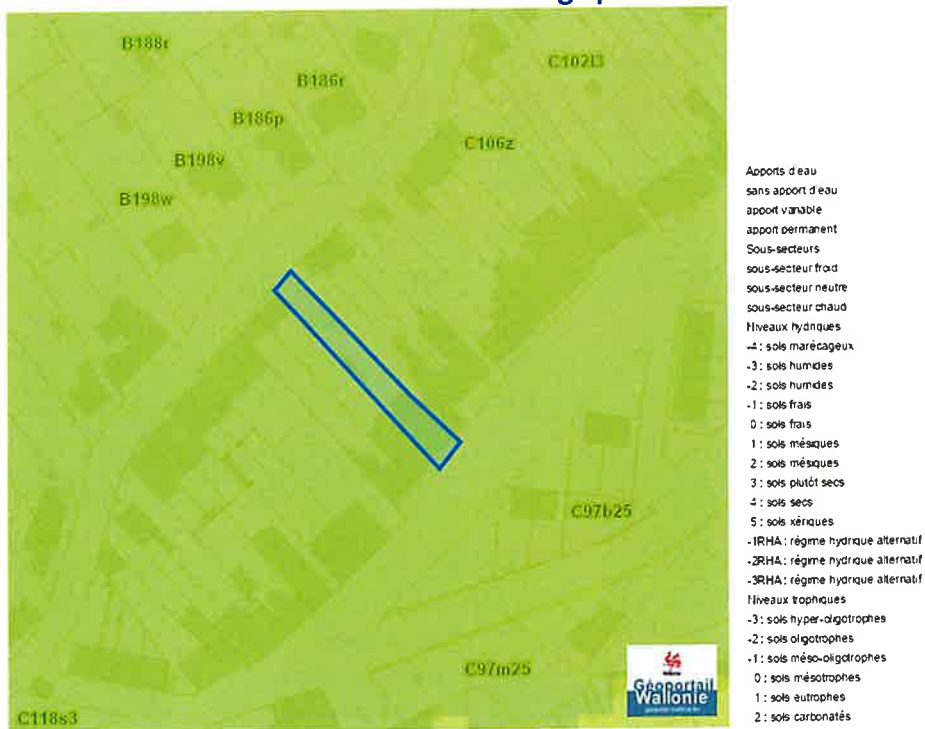 B188r
C102l3
B186r
B186p
C106z
B198v
B198w
C97b25
C97m25
C118s3
Géoportail
Wallonie
Apports d'eau
sans apport d'eau
apport variable
apport permanent
Sous-secteurs
sous-secteur froid
sous-secteur neutre
sous-secteur chaud
Niveaux hydriques
-4 : sols marécageux
-3 : sols humides
-2 : sols humides
-1 : sols frais
0 : sols frais
1 : sols mésiques
2 : sols mésiques
3 : sols plutôt secs
4 : sols secs
5 : sols xériques
-1RHA : régime hydrique alternatif
-2RHA : régime hydrique alternatif
-3RHA : régime hydrique alternatif
Niveaux trophiques
-3 : sols hyper-oligotrophes
-2 : sols oligotrophes
-1 : sols méso-oligotrophes
0 : sols mésotrophes
1 : sols eutrophes
2 : sols carbonatés